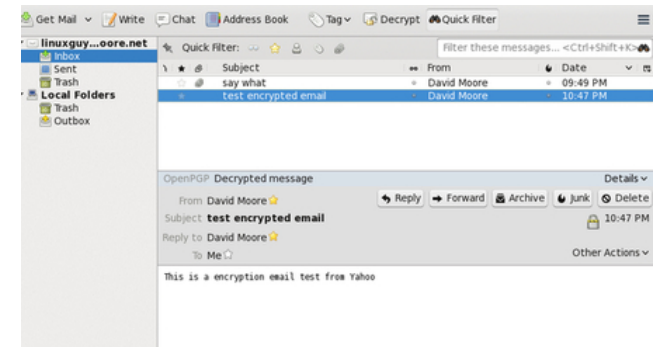 Get Mail Write Chat Address Book Tag Decrypt Quick Filter
linuxguy...oore.net
Inbox
Sent
Trash
Local Folders
Trash
Outbox
Quick Filter: Filter these messages... <Ctrl+Shift+K>
Subject From Date
say what David Moore 09:49 PM
test encrypted email David Moore 10:47 PM
OpenPGP Decrypted message Details
From David Moore Reply Forward Archive Junk Delete
Subject test encrypted email 10:47 PM
Reply to David Moore
To Me Other Actions
This is a encryption email test from Yahoo